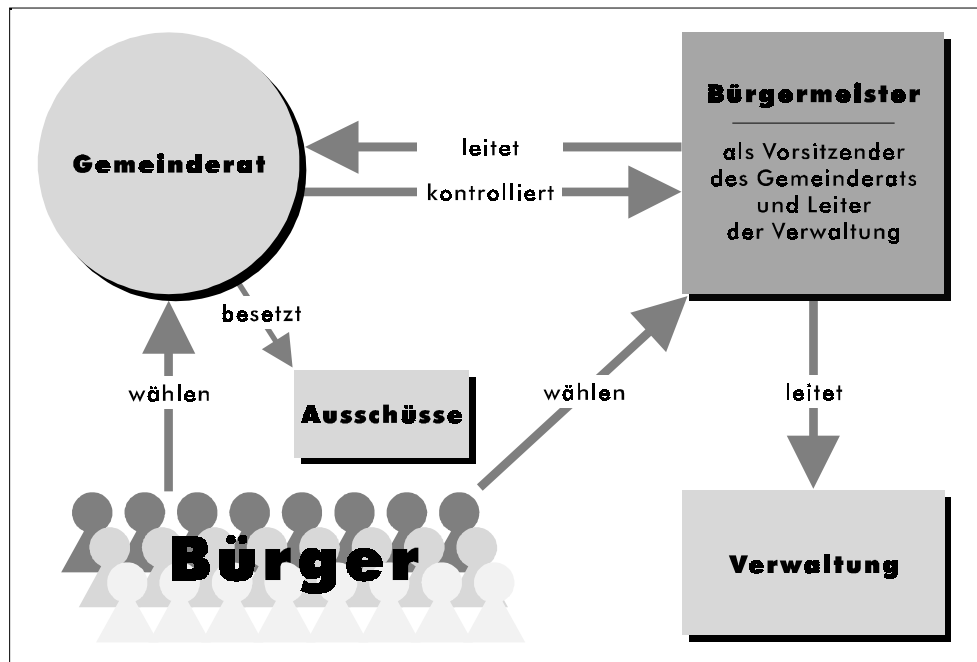 Gemeinderat
leitet
kontrolliert
Bürgermeister
als Vorsitzender
des Gemeinderats
und Leiter
der Verwaltung
besetzt
wählen
Ausschüsse
wählen
leitet
Bürger
Verwaltung